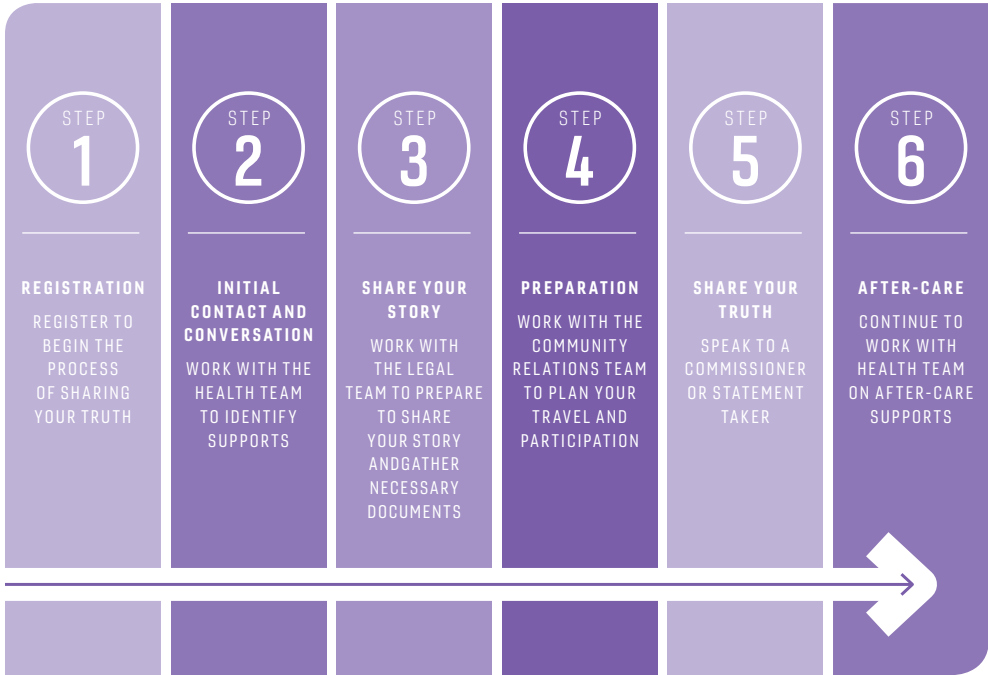 STEP
1
REGISTRATION
REGISTER TO
BEGIN THE
PROCESS
OF SHARING
YOUR TRUTH
STEP
2
INITIAL
CONTACT AND
CONVERSATION
WORK WITH THE
HEALTH TEAM
TO IDENTIFY
SUPPORTS
STEP
3
SHARE YOUR
STORY
WORK WITH
THE LEGAL
TEAM TO PREPARE
TO SHARE
YOUR STORY
ANDGATHER
NECESSARY
DOCUMENTS
STEP
4
PREPARATION
WORK WITH THE
COMMUNITY
RELATIONS TEAM
TO PLAN YOUR
TRAVEL AND
PARTICIPATION
STEP
5
SHARE YOUR
TRUTH
SPEAK TO A
COMMISSIONER
OR STATEMENT
TAKER
STEP
6
AFTER-CARE
CONTINUE TO
WORK WITH
HEALTH TEAM
ON AFTER-CARE
SUPPORTS